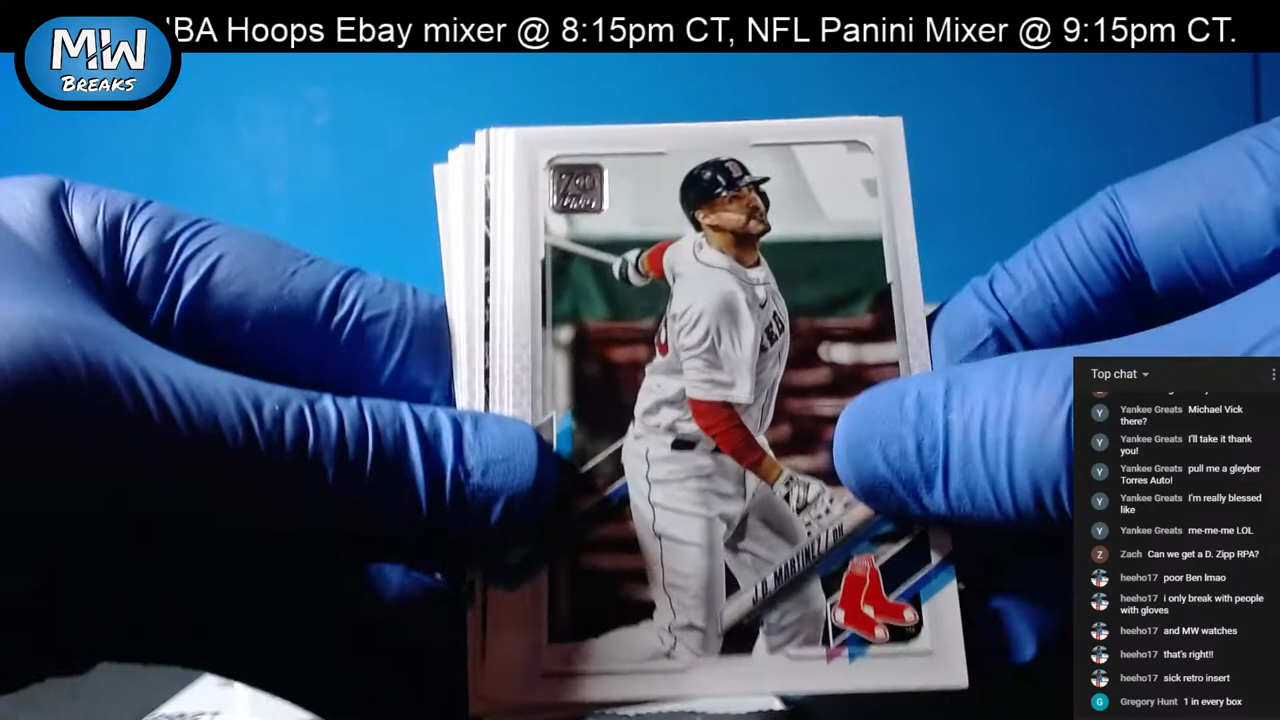 BA Hoops Ebay mixer @ 8:15pm CT, NFL Panini Mixer @ 9:15pm CT.
MW
BREAKS
70
J.D. MARTINEZ / DH
Top chat
Y Yankee Greats Michael Vick
there?
Y Yankee Greats I'll take it thank
you!
Y Yankee Greats pull me a gleyber
Torres Auto!
Y Yankee Greats I'm really blessed
like
Y Yankee Greats me-me-me LOL
Z Zach Can we get a D. Zipp RPA?
heeho17 poor Ben lmao
heeho17 i only break with people
with gloves
heeho17 and MW watches
heeho17 that's right!!
heeho17 sick retro insert
G Gregory Hunt 1 in every box